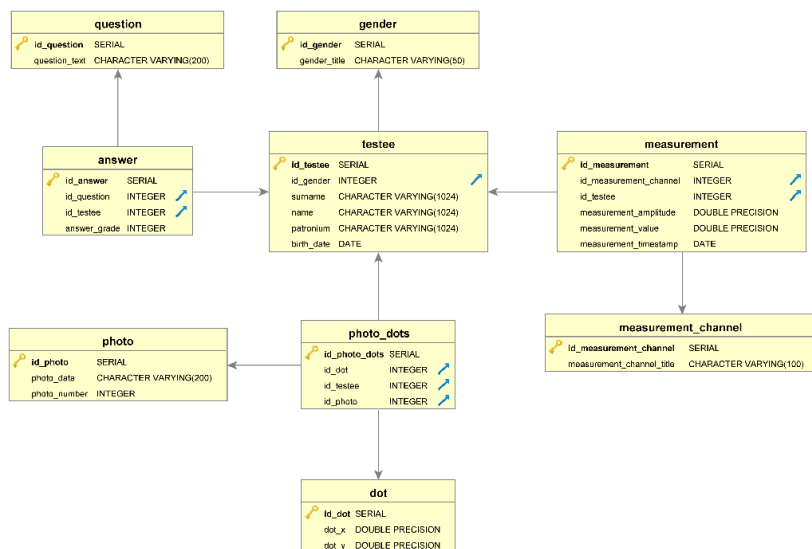 question
id_question SERIAL
question_text CHARACTER VARYING(200)
gender
id_gender SERIAL
gender_title CHARACTER VARYING(50)
answer
id_answer SERIAL
id_question INTEGER
id_testee INTEGER
answer_grade INTEGER
testee
id_testee SERIAL
id_gender INTEGER
surname CHARACTER VARYING(1024)
name CHARACTER VARYING(1024)
patronium CHARACTER VARYING(1024)
birth_date DATE
measurement
id_measurement SERIAL
id_measurement_channel INTEGER
id_testee INTEGER
measurement_amplitude DOUBLE PRECISION
measurement_value DOUBLE PRECISION
measurement_timestamp DATE
photo
id_photo SERIAL
photo_data CHARACTER VARYING(200)
photo_number INTEGER
photo_dots
id_photo_dots SERIAL
id_dot INTEGER
id_testee INTEGER
id_photo INTEGER
measurement_channel
id_measurement_channel SERIAL
measurement_channel_title CHARACTER VARYING(100)
dot
id_dot SERIAL
dot_x DOUBLE PRECISION
dot_y DOUBLE PRECISION